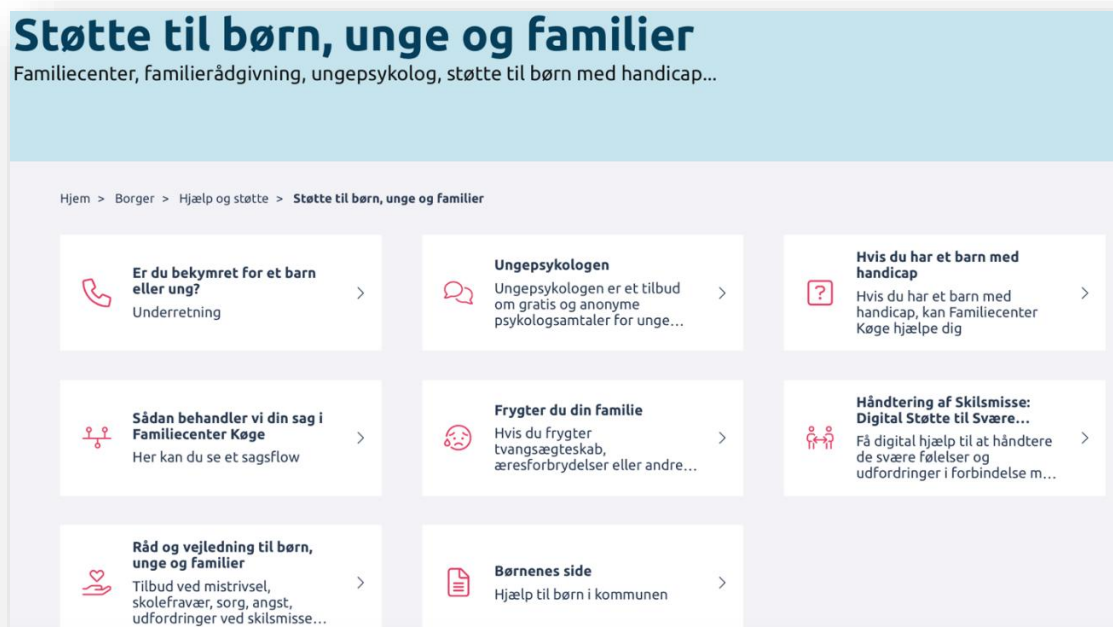 Støtte til børn, unge og familier
Familiecenter, familierådgivning, ungepsykolog, støtte til børn med handicap...
Hjem > Borger > Hjælp og støtte > Støtte til børn, unge og familier
Er du bekymret for et barn
eller ung?
Underretning
Ungepsykologen
Ungepsykologen er et tilbud
om gratis og anonyme
psykologsamtaler for unge...
Hvis du har et barn med
handicap
Hvis du har et barn med
handicap, kan Familiecenter
Køge hjælpe dig
Sådan behandler vi din sag i
Familiecenter Køge
Her kan du se et sagsflow
Frygter du din familie
Hvis du frygter
tvangsægteskab,
æresforbrydelser eller andre...
Håndtering af Skilsmisse:
Digital Støtte til Svære...
Få digital hjælp til at håndtere
de svære følelser og
udfordringer i forbindelse m...
Råd og vejledning til børn,
unge og familier
Tilbud ved mistrivsel,
skolefravær, sorg, angst,
udfordringer ved skilsmisse...
Børnenes side
Hjælp til børn i kommunen